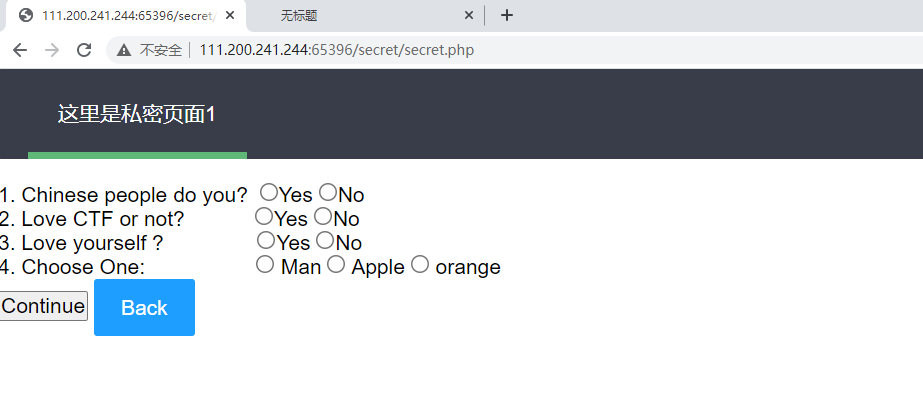 111.200.241.244:65396/secret/
无标题
不安全 111.200.241.244:65396/secret/secret.php
这里是私密页面1
1. Chinese people do you? Yes No
2. Love CTF or not? Yes No
3. Love yourself ? Yes No
4. Choose One: Man Apple orange
Continue Back